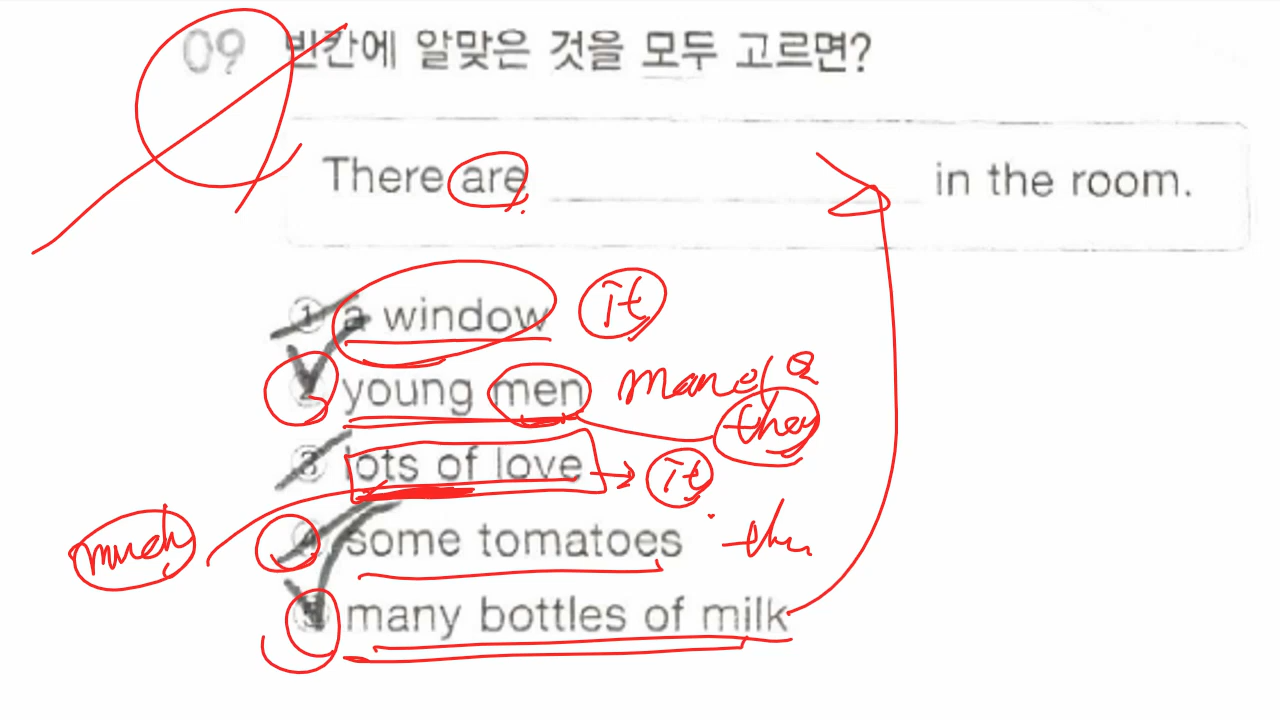 09 빈칸에 알맞은 것을 모두 고르면?
There are ______ in the room.
① a window it
② young men
they
③ lots of love → it
④ some tomatoes
much
⑤ many bottles of milk